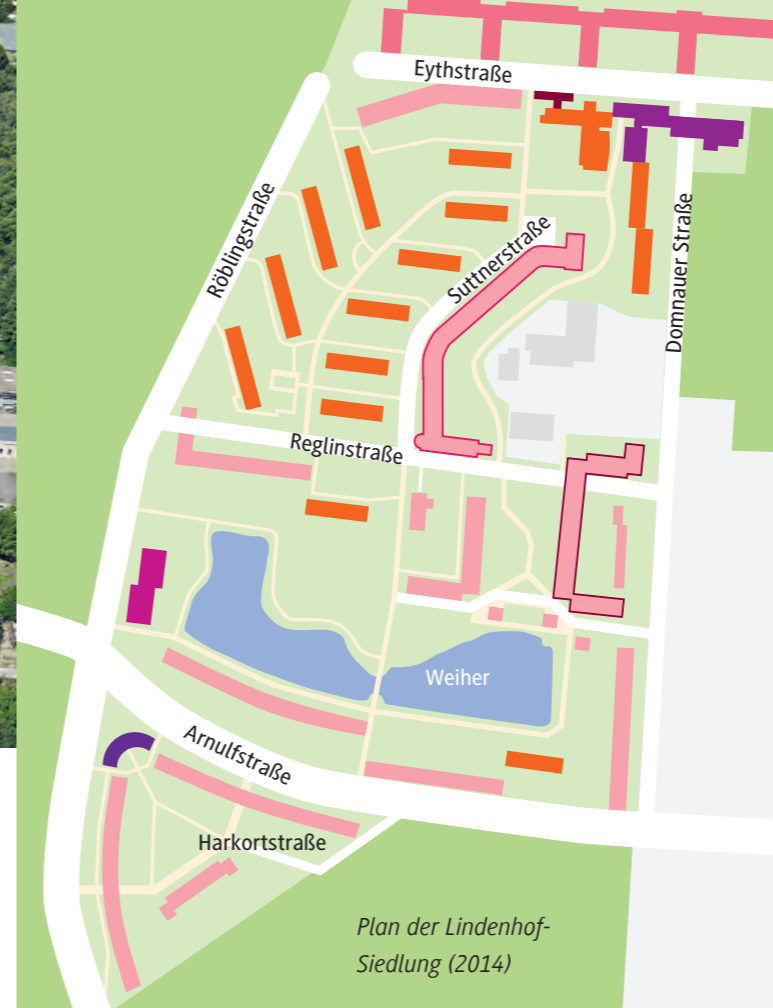 Eythstraße
Röblingstraße
Suttnerstraße
Domnauer Straße
Reglinstraße
Weiher
Arnulfstraße
Harkortstraße
Plan der Lindenhof-
Siedlung (2014)